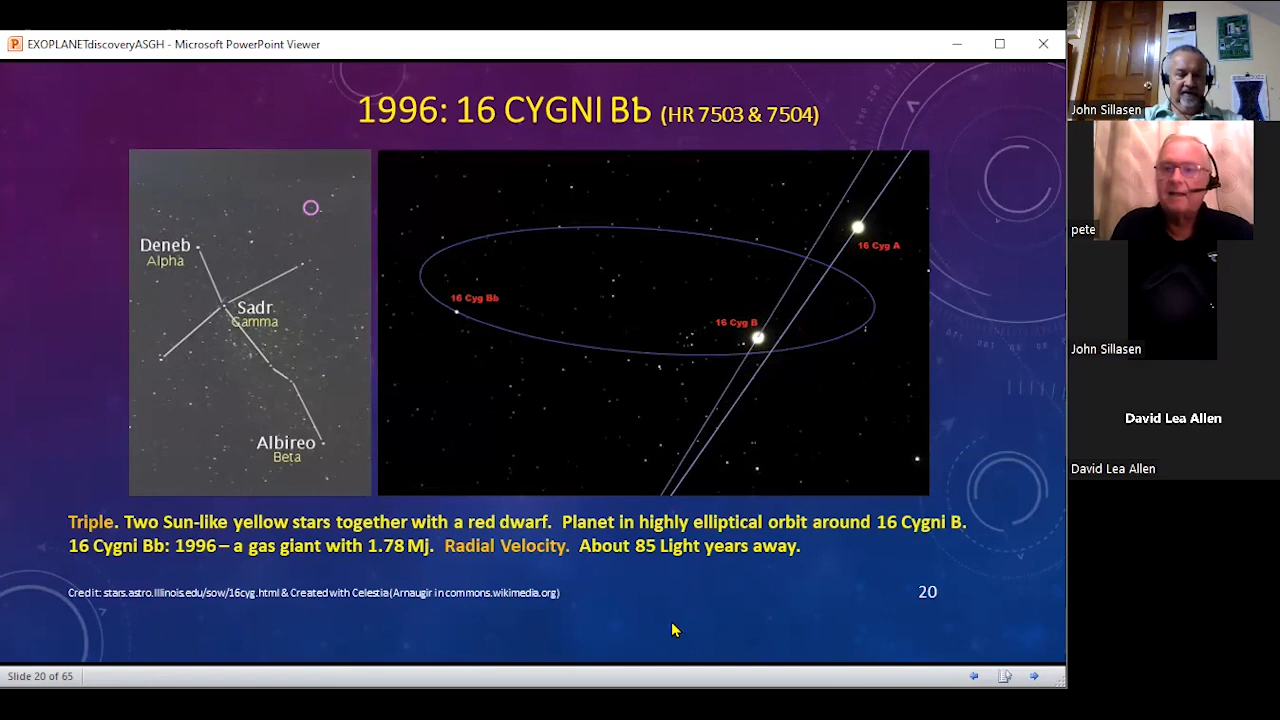 EXOPLANETdiscoveryASGH - Microsoft PowerPoint Viewer
1996: 16 CYGNI Bb (HR 7503 & 7504)
Deneb
Alpha
Sadr
Gamma
Albireo
Beta
16 Cyg A
16 Cyg Bb
16 Cyg B
Triple. Two Sun-like yellow stars together with a red dwarf. Planet in highly elliptical orbit around 16 Cygni B.
16 Cygni Bb: 1996 – a gas giant with 1.78 Mj. Radial Velocity. About 85 Light years away.
Credit: stars.astro.Illinois.edu/sow/16cyg.html & Created with Celestia (Arnaugir in commons.wikimedia.org)
20
Slide 20 of 65
John Sillasen
pete
John Sillasen
David Lea Allen
David Lea Allen